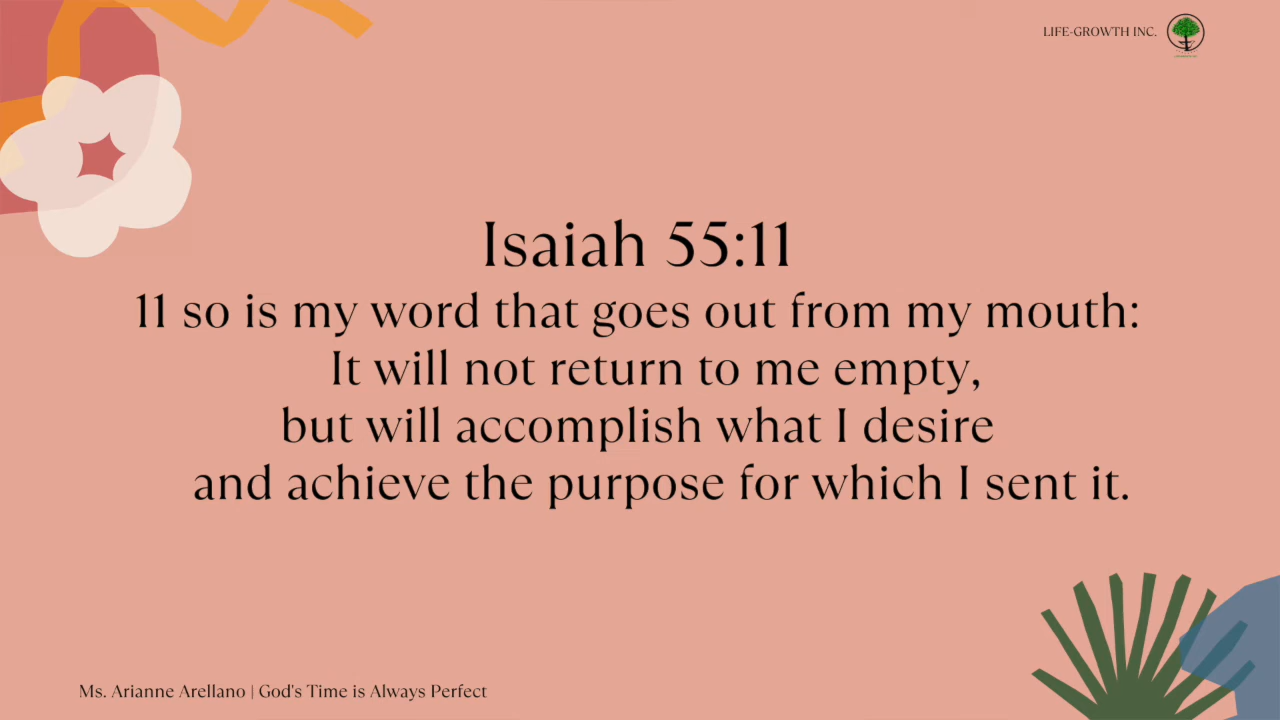 LIFE-GROWTH INC.
Isaiah 55:11
11 so is my word that goes out from my mouth:
It will not return to me empty,
but will accomplish what I desire
and achieve the purpose for which I sent it.
Ms. Arianne Arellano | God's Time is Always Perfect